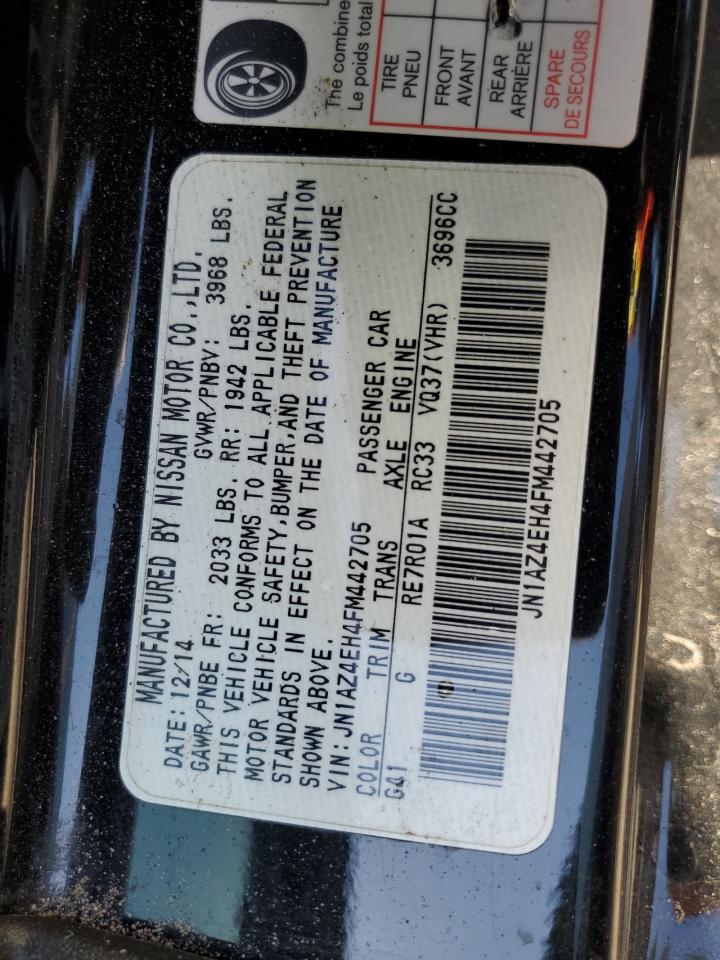 The combine
Le poids total
TIRE
PNEU
FRONT
AVANT
REAR
ARRIÈRE
SPARE
DE SECOURS
MANUFACTURED BY NISSAN MOTOR CO.,LTD.
DATE: 12/14 GVWR/PNBV: 3968 LBS.
GAWR/PNBE FR: 2033 LBS. RR: 1942 LBS.
THIS VEHICLE CONFORMS TO ALL APPLICABLE FEDERAL
MOTOR VEHICLE SAFETY,BUMPER,AND THEFT PREVENTION
STANDARDS IN EFFECT ON THE DATE OF MANUFACTURE
SHOWN ABOVE.
VIN: JN1AZ4EH4FM442705 PASSENGER CAR
COLOR TRIM TRANS AXLE ENGINE
G41 G RE7R01A RC33 VQ37(VHR) 3696CC
JN1AZ4EH4FM442705